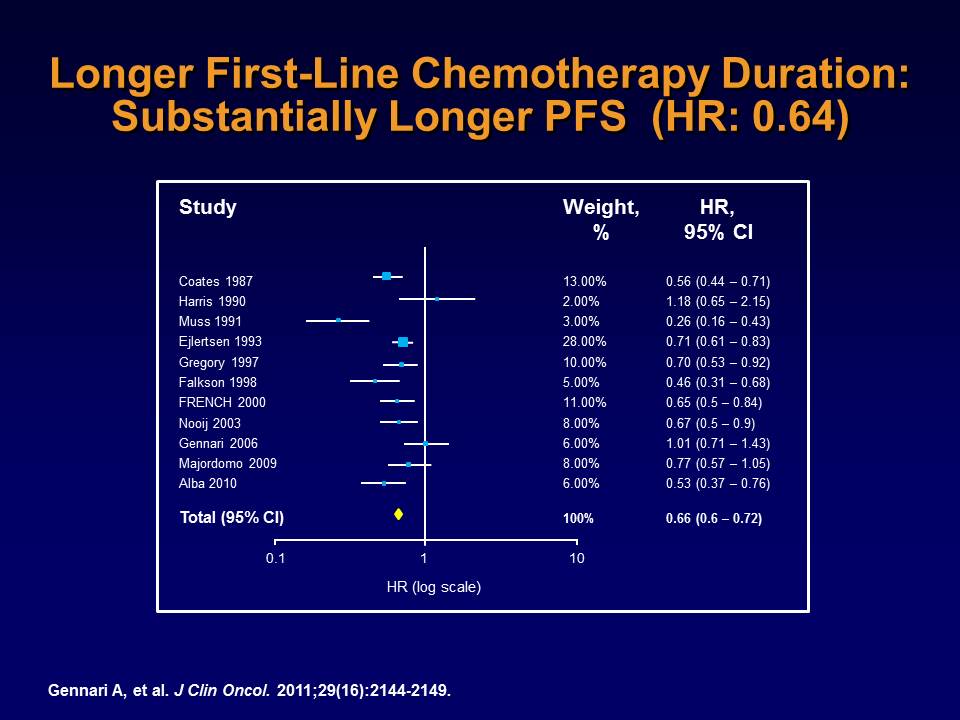 Longer First-Line Chemotherapy Duration:
Substantially Longer PFS (HR: 0.64)
Study Weight, % HR, 95% CI
Coates 1987 13.00% 0.56 (0.44 – 0.71)
Harris 1990 2.00% 1.18 (0.65 – 2.15)
Muss 1991 3.00% 0.26 (0.16 – 0.43)
Ejlertsen 1993 28.00% 0.71 (0.61 – 0.83)
Gregory 1997 10.00% 0.70 (0.53 – 0.92)
Falkson 1998 5.00% 0.46 (0.31 – 0.68)
FRENCH 2000 11.00% 0.65 (0.5 – 0.84)
Nooij 2003 8.00% 0.67 (0.5 – 0.9)
Gennari 2006 6.00% 1.01 (0.71 – 1.43)
Majordomo 2009 8.00% 0.77 (0.57 – 1.05)
Alba 2010 6.00% 0.53 (0.37 – 0.76)
Total (95% CI) 100% 0.66 (0.6 – 0.72)
0.1 1 10
HR (log scale)
Gennari A, et al. J Clin Oncol. 2011;29(16):2144-2149.